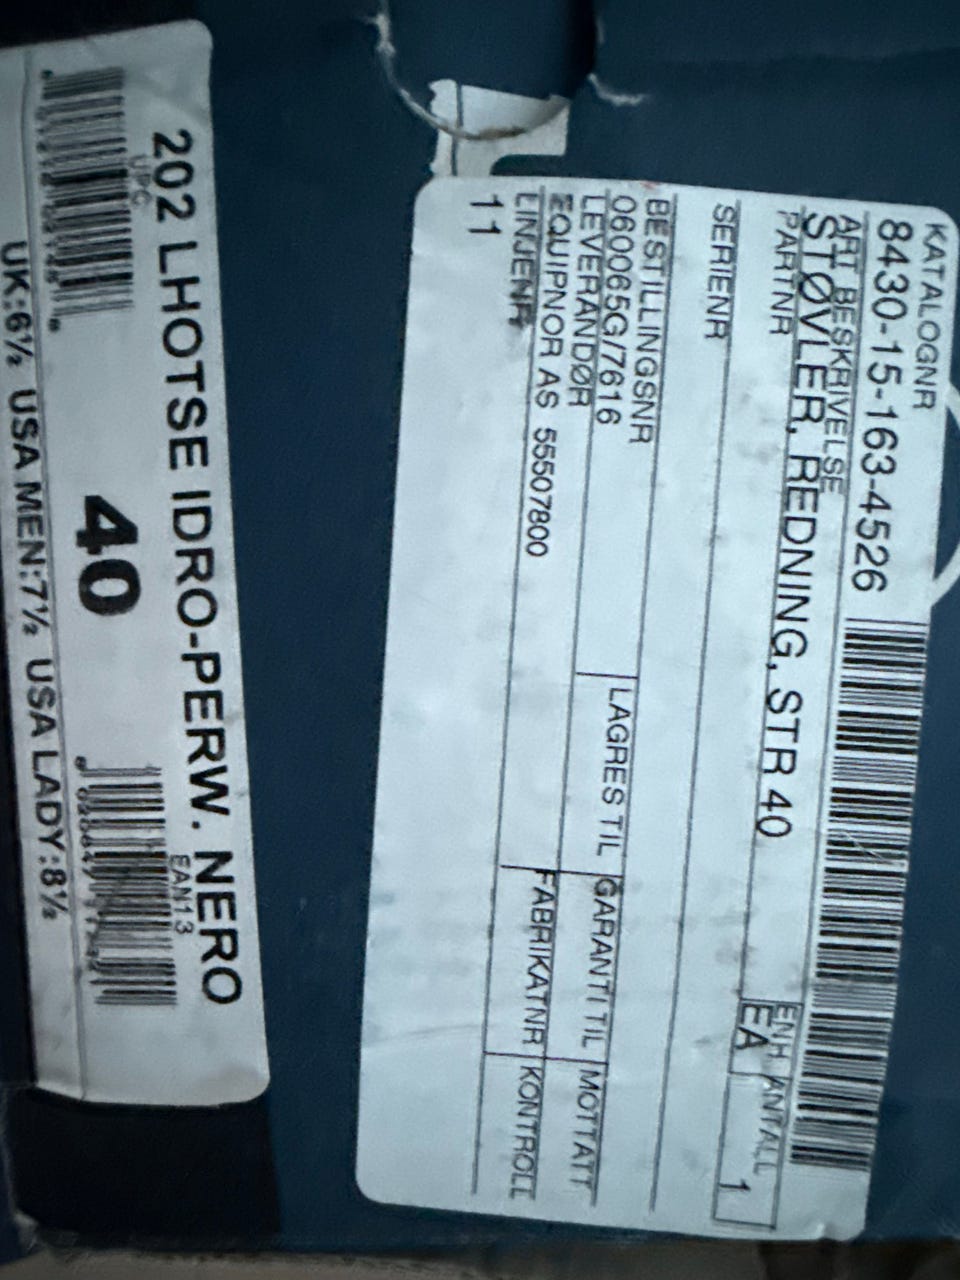 KATALOGNR
8430-15-163-4526
ART BESKRIVELSE
STØVLER, REDNING, STR 40
PARTNR
ENH ANTALL
EA 1
SERIENR
BESTILLINGSNR
060065G/7616
LAGRES TIL GARANTI TIL MOTTATT
LEVERANDØR
EQUIPNOR AS 55507800
LINJENR
11
FABRIKATNR KONTROLL
202 LHOTSE IDRO-PERW. NERO
UPC
EAN13
40
UK:6½ USA MEN:7½ USA LADY:8½